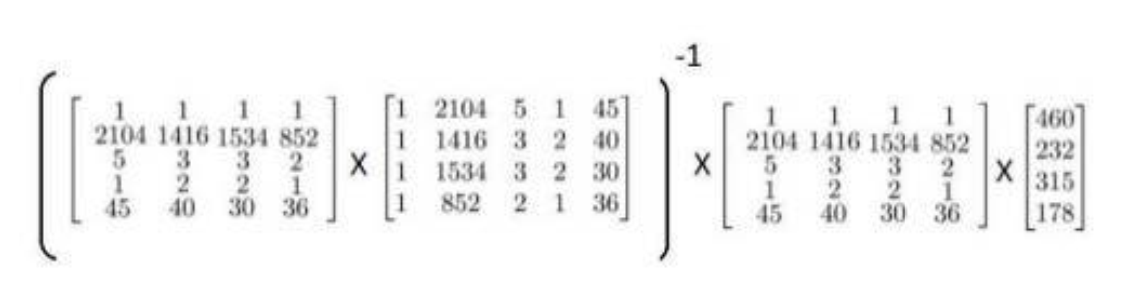 -1
( [ 1 1 1 1 ] X [ 1 2104 5 1 45 ] ) X [ 1 1 1 1 ] X [ 460 ]
2104 1416 1534 852 1 1416 3 2 40 2104 1416 1534 852 232
5 3 3 2 1 1534 3 2 30 5 3 3 2 315
1 2 2 1 1 852 2 1 36 1 2 2 1 178
45 40 30 36 45 40 30 36